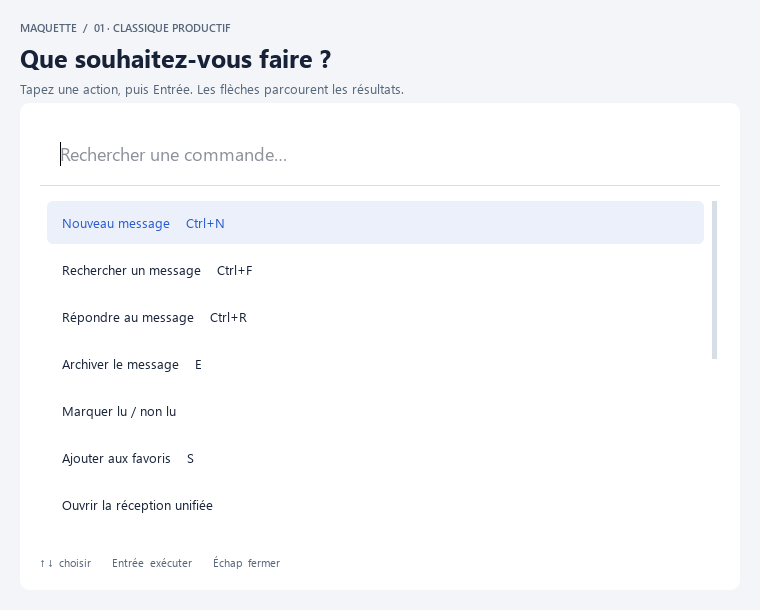 MAQUETTE / 01 · CLASSIQUE PRODUCTIF
Que souhaitez-vous faire ?
Tapez une action, puis Entrée. Les flèches parcourent les résultats.
Rechercher une commande...
Nouveau message Ctrl+N
Rechercher un message Ctrl+F
Répondre au message Ctrl+R
Archiver le message E
Marquer lu / non lu
Ajouter aux favoris S
Ouvrir la réception unifiée
↑↓ choisir Entrée exécuter Échap fermer